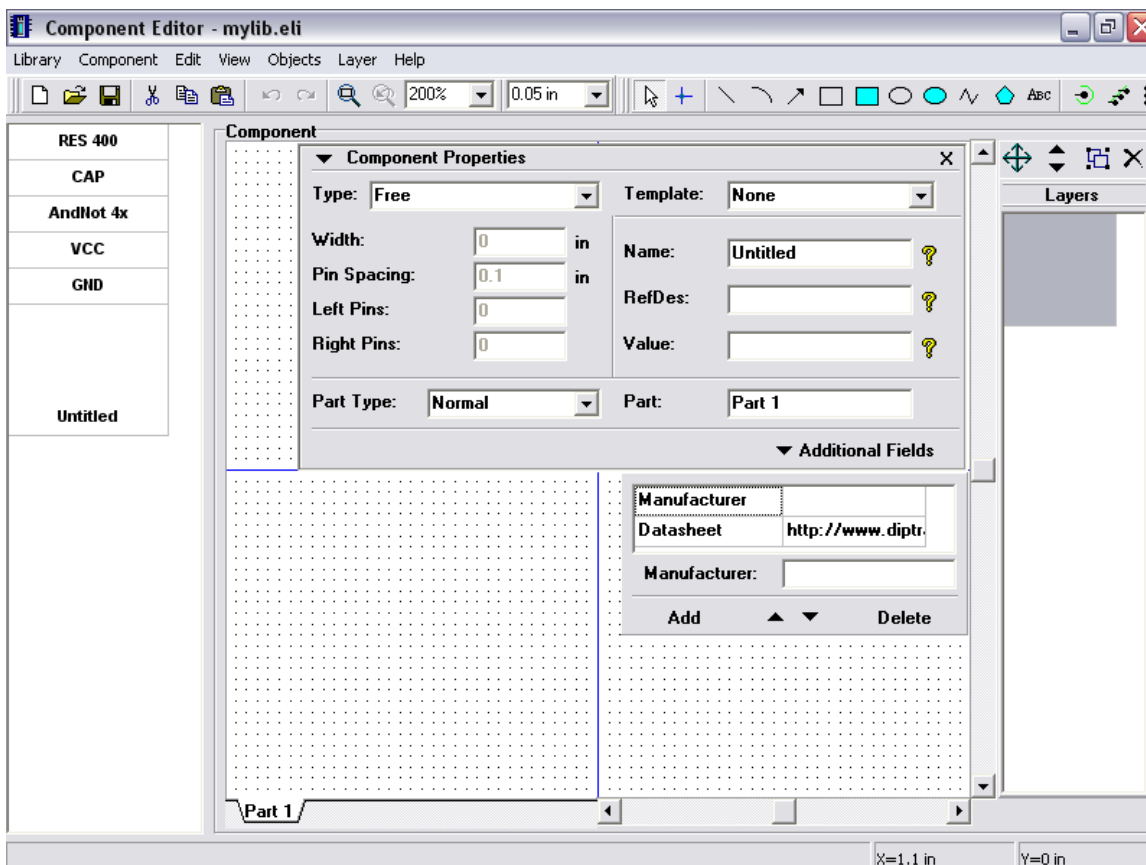 Component Editor - mylib.eli
Library Component Edit View Objects Layer Help
200% 0.05 in ABC
RES 400
CAP
AndNot 4x
VCC
GND
Untitled
Component
Component Properties X
Type: Free Template: None
Width: 0 in
Pin Spacing: 0.1 in
Left Pins: 0
Right Pins: 0
Name: Untitled ?
RefDes: ?
Value: ?
Part Type: Normal Part: Part 1
Additional Fields
Manufacturer
Datasheet http://www.diptr
Manufacturer:
Add Delete
Part 1
Layers
X=1.1 in Y=0 in